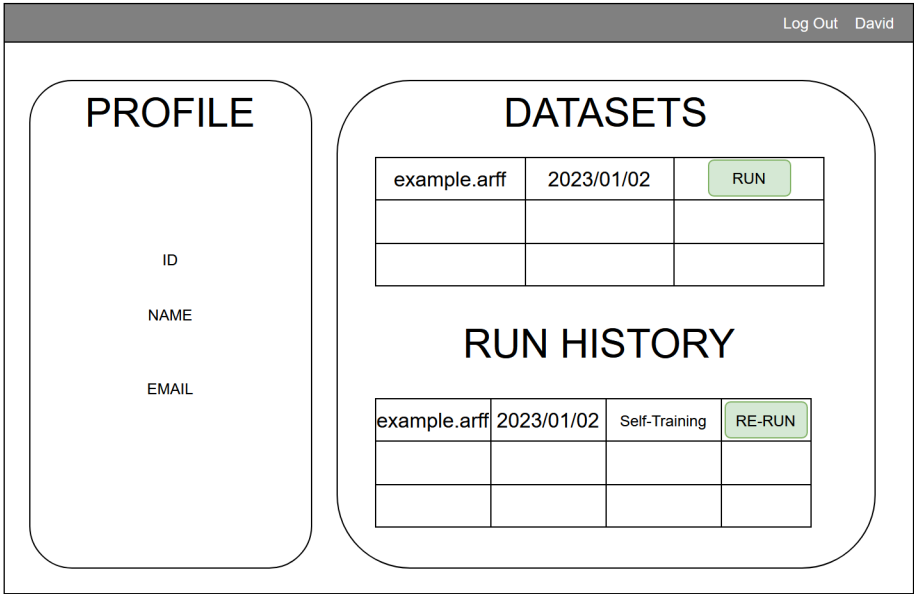 Log Out David
PROFILE
ID
NAME
EMAIL
DATASETS
example.arff 2023/01/02 RUN
RUN HISTORY
example.arff 2023/01/02 Self-Training RE-RUN